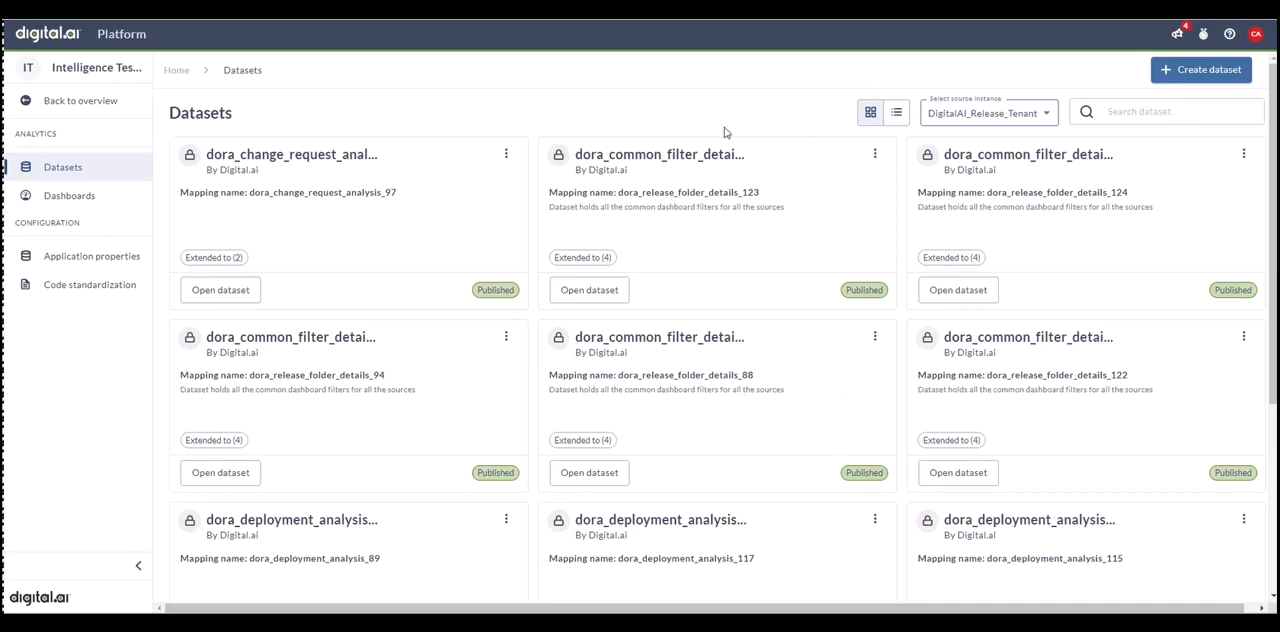 digital.ai Platform
4
CA
IT Intelligence Tes...
Home > Datasets
Create dataset
Back to overview
ANALYTICS
Datasets
Dashboards
CONFIGURATION
Application properties
Code standardization
digital.ai
Datasets
Select source instance
DigitalAI_Release_Tenant
Search dataset
dora_change_request_anal...
By Digital.ai
Mapping name: dora_change_request_analysis_97
Extended to (2)
Open dataset
Published
dora_common_filter_detai...
By Digital.ai
Mapping name: dora_release_folder_details_123
Dataset holds all the common dashboard filters for all the sources
Extended to (4)
Open dataset
Published
dora_common_filter_detai...
By Digital.ai
Mapping name: dora_release_folder_details_124
Dataset holds all the common dashboard filters for all the sources
Extended to (4)
Open dataset
Published
dora_common_filter_detai...
By Digital.ai
Mapping name: dora_release_folder_details_94
Dataset holds all the common dashboard filters for all the sources
Extended to (4)
Open dataset
Published
dora_common_filter_detai...
By Digital.ai
Mapping name: dora_release_folder_details_88
Dataset holds all the common dashboard filters for all the sources
Extended to (4)
Open dataset
Published
dora_common_filter_detai...
By Digital.ai
Mapping name: dora_release_folder_details_122
Dataset holds all the common dashboard filters for all the sources
Extended to (4)
Open dataset
Published
dora_deployment_analysis...
By Digital.ai
Mapping name: dora_deployment_analysis_89
dora_deployment_analysis...
By Digital.ai
Mapping name: dora_deployment_analysis_117
dora_deployment_analysis...
By Digital.ai
Mapping name: dora_deployment_analysis_115